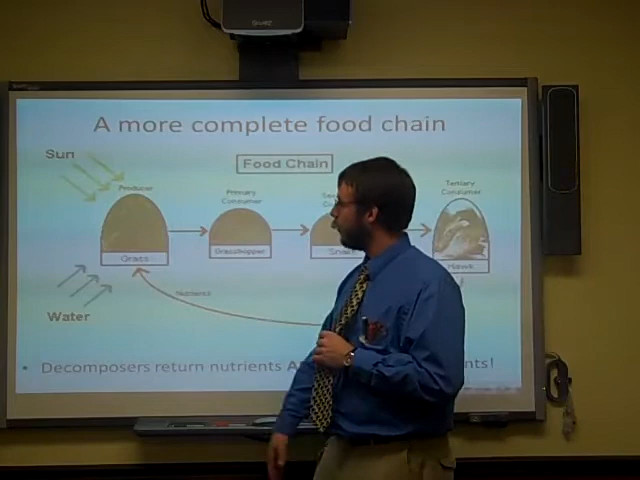 A more complete food chain
Sun
Food Chain
Producer
Primary
Consumer
Tertiary
Consumer
Grass
Grasshopper
Snake
Hawk
Nutrients
Water
• Decomposers return nutrients
nts!